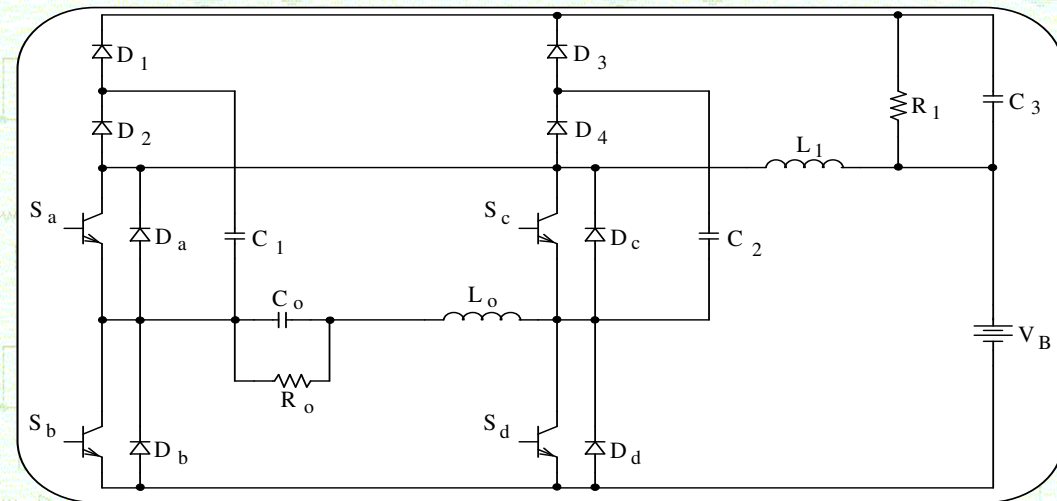 D 1
D 3
R 1
C 3
D 2
D 4
L 1
S a
D a
C 1
S c
D c
C 2
C o
L o
V B
R o
S b
D b
S d
D d